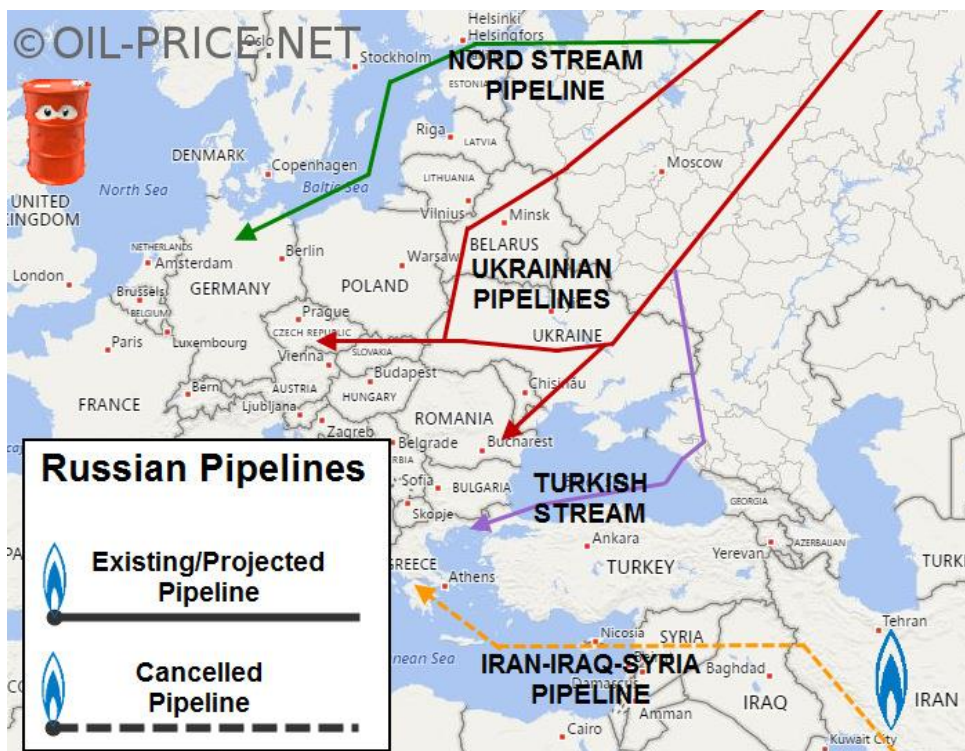 © OIL-PRICE.NET
Oslo
Helsinki
Helsingfors
Stockholm
NORD STREAM
PIPELINE
ESTONIA
Riga
LATVIA
Moscow
DENMARK
Copenhagen
LITHUANIA
North Sea
Baltic Sea
UNITED
KINGDOM
Vilnius
Minsk
NETHERLANDS
Amsterdam
Berlin
Warsaw
BELARUS
London
Brussels
GERMANY
POLAND
UKRAINIAN
PIPELINES
BELGIUM
Prague
CZECH REPUBLIC
UKRAINE
Paris
Luxembourg
Vienna
SLOVAKIA
Bern
AUSTRIA
Budapest
Chisinău
FRANCE
Ljubljana
HUNGARY
ROMANIA
Zagreb
Belgrade
Bucharest
Russian Pipelines
Sofia
BULGARIA
TURKISH
STREAM
GEORGIA
Skopje
Ankara
Yerevan
AZERBAIJAN
Existing/Projected
Pipeline
GREECE
Athens
TURKEY
Tehran
Nicosia
SYRIA
Cancelled
Pipeline
IRAN-IRAQ-SYRIA
PIPELINE
Baghdad
Damascus
Amman
IRAQ
IRAN
Cairo
Kuwait City